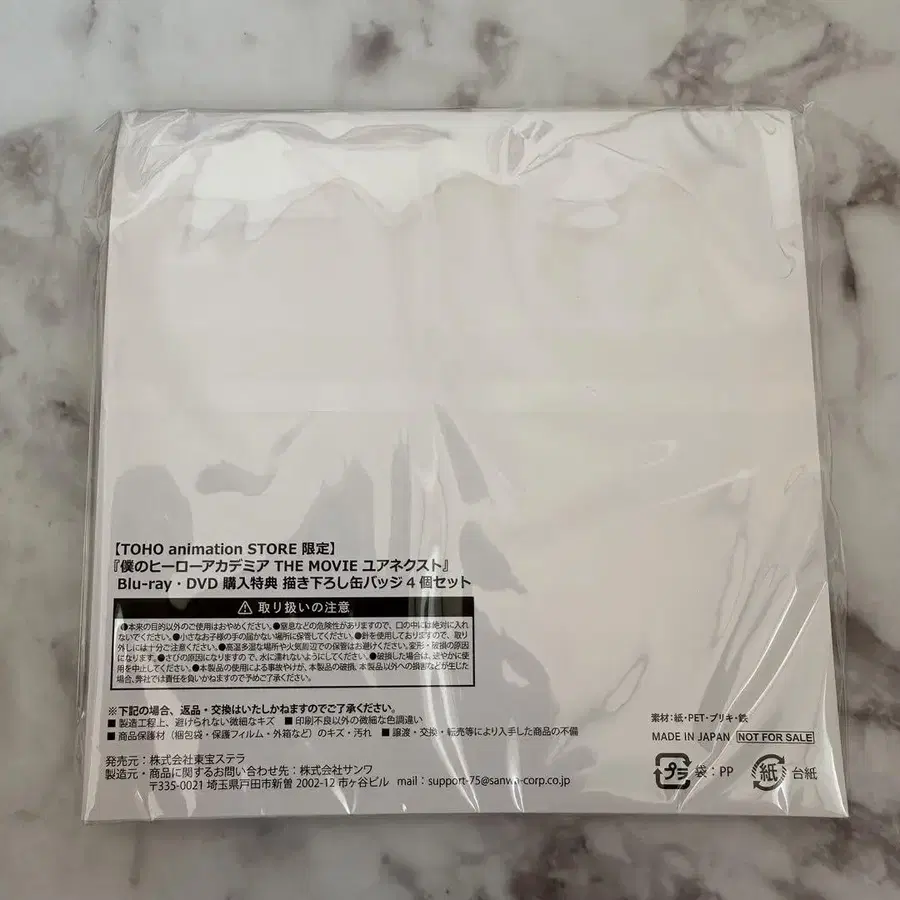 【TOHO animation STORE 限定】
『僕のヒーローアカデミア THE MOVIE ユアネクスト』
Blu-ray・DVD 購入特典 描き下ろし缶バッジ 4 個セット
⚠ 取り扱いの注意
●本来の目的以外のご使用はおやめください。●窒息などの危険性がありますので、口の中には絶対に入
れないでください。●小さなお子様の手の届かない場所に保管してください。●針を使用しておりますので、取り
外しには十分ご注意ください。●高温多湿な場所や火気周辺での保管はお避けください。変形・破損の原因
になります。●さびの原因になりますので、水に濡れないようにしてください。●破損した場合は、速やかに使
用を中止してください。●本製品の使用による事故やけが、本製品の破損、本製品以外への損害などが生じた
場合、弊社では責任を負いかねますので予めご了承ください。
※下記の場合、返品・交換はいたしかねますのでご了承ください。
■ 製造工程上、避けられない微細なキズ ■ 印刷不良以外の微細な色調違い
■ 商品保護材（梱包袋・保護フィルム・外箱など）のキズ・汚れ ■ 譲渡・交換・転売等により入手した商品の不備
発売元：株式会社東宝ステラ
製造元・商品に関するお問い合わせ先：株式会社サンワ
〒335-0021 埼玉県戸田市新曽 2002-12 市ヶ谷ビル mail：support-75@sanwa-corp.co.jp
素材：紙・PET・ブリキ・鉄
MADE IN JAPAN NOT FOR SALE
プラ 袋：PP 紙 台紙